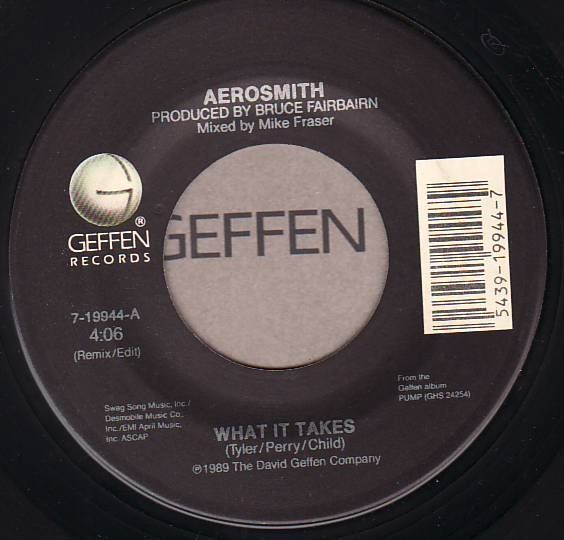 AEROSMITH
PRODUCED BY BRUCE FAIRBAIRN
Mixed by Mike Fraser
GEFFEN
®
GEFFEN
RECORDS
7-19944-A
4:06
(Remix/Edit)
5439-19944-7
From the
Geffen album
PUMP (GHS 24254)
Swag Song Music, Inc./
Desmobile Music Co.,
Inc./EMI April Music,
Inc. ASCAP
WHAT IT TAKES
(Tyler/Perry/Child)
℗1989 The David Geffen Company